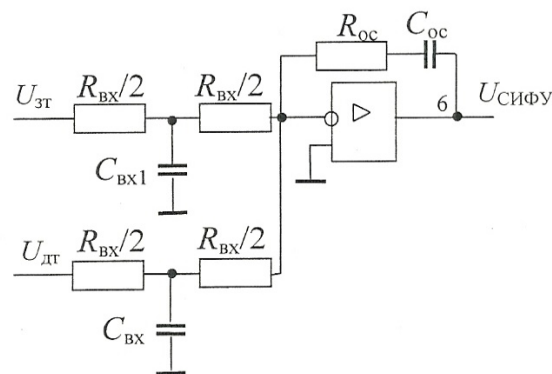 Rос
Cос
Uзт
Rвх/2
Rвх/2
▷
6
UСИФУ
Cвх1
Uдт
Rвх/2
Rвх/2
Cвх